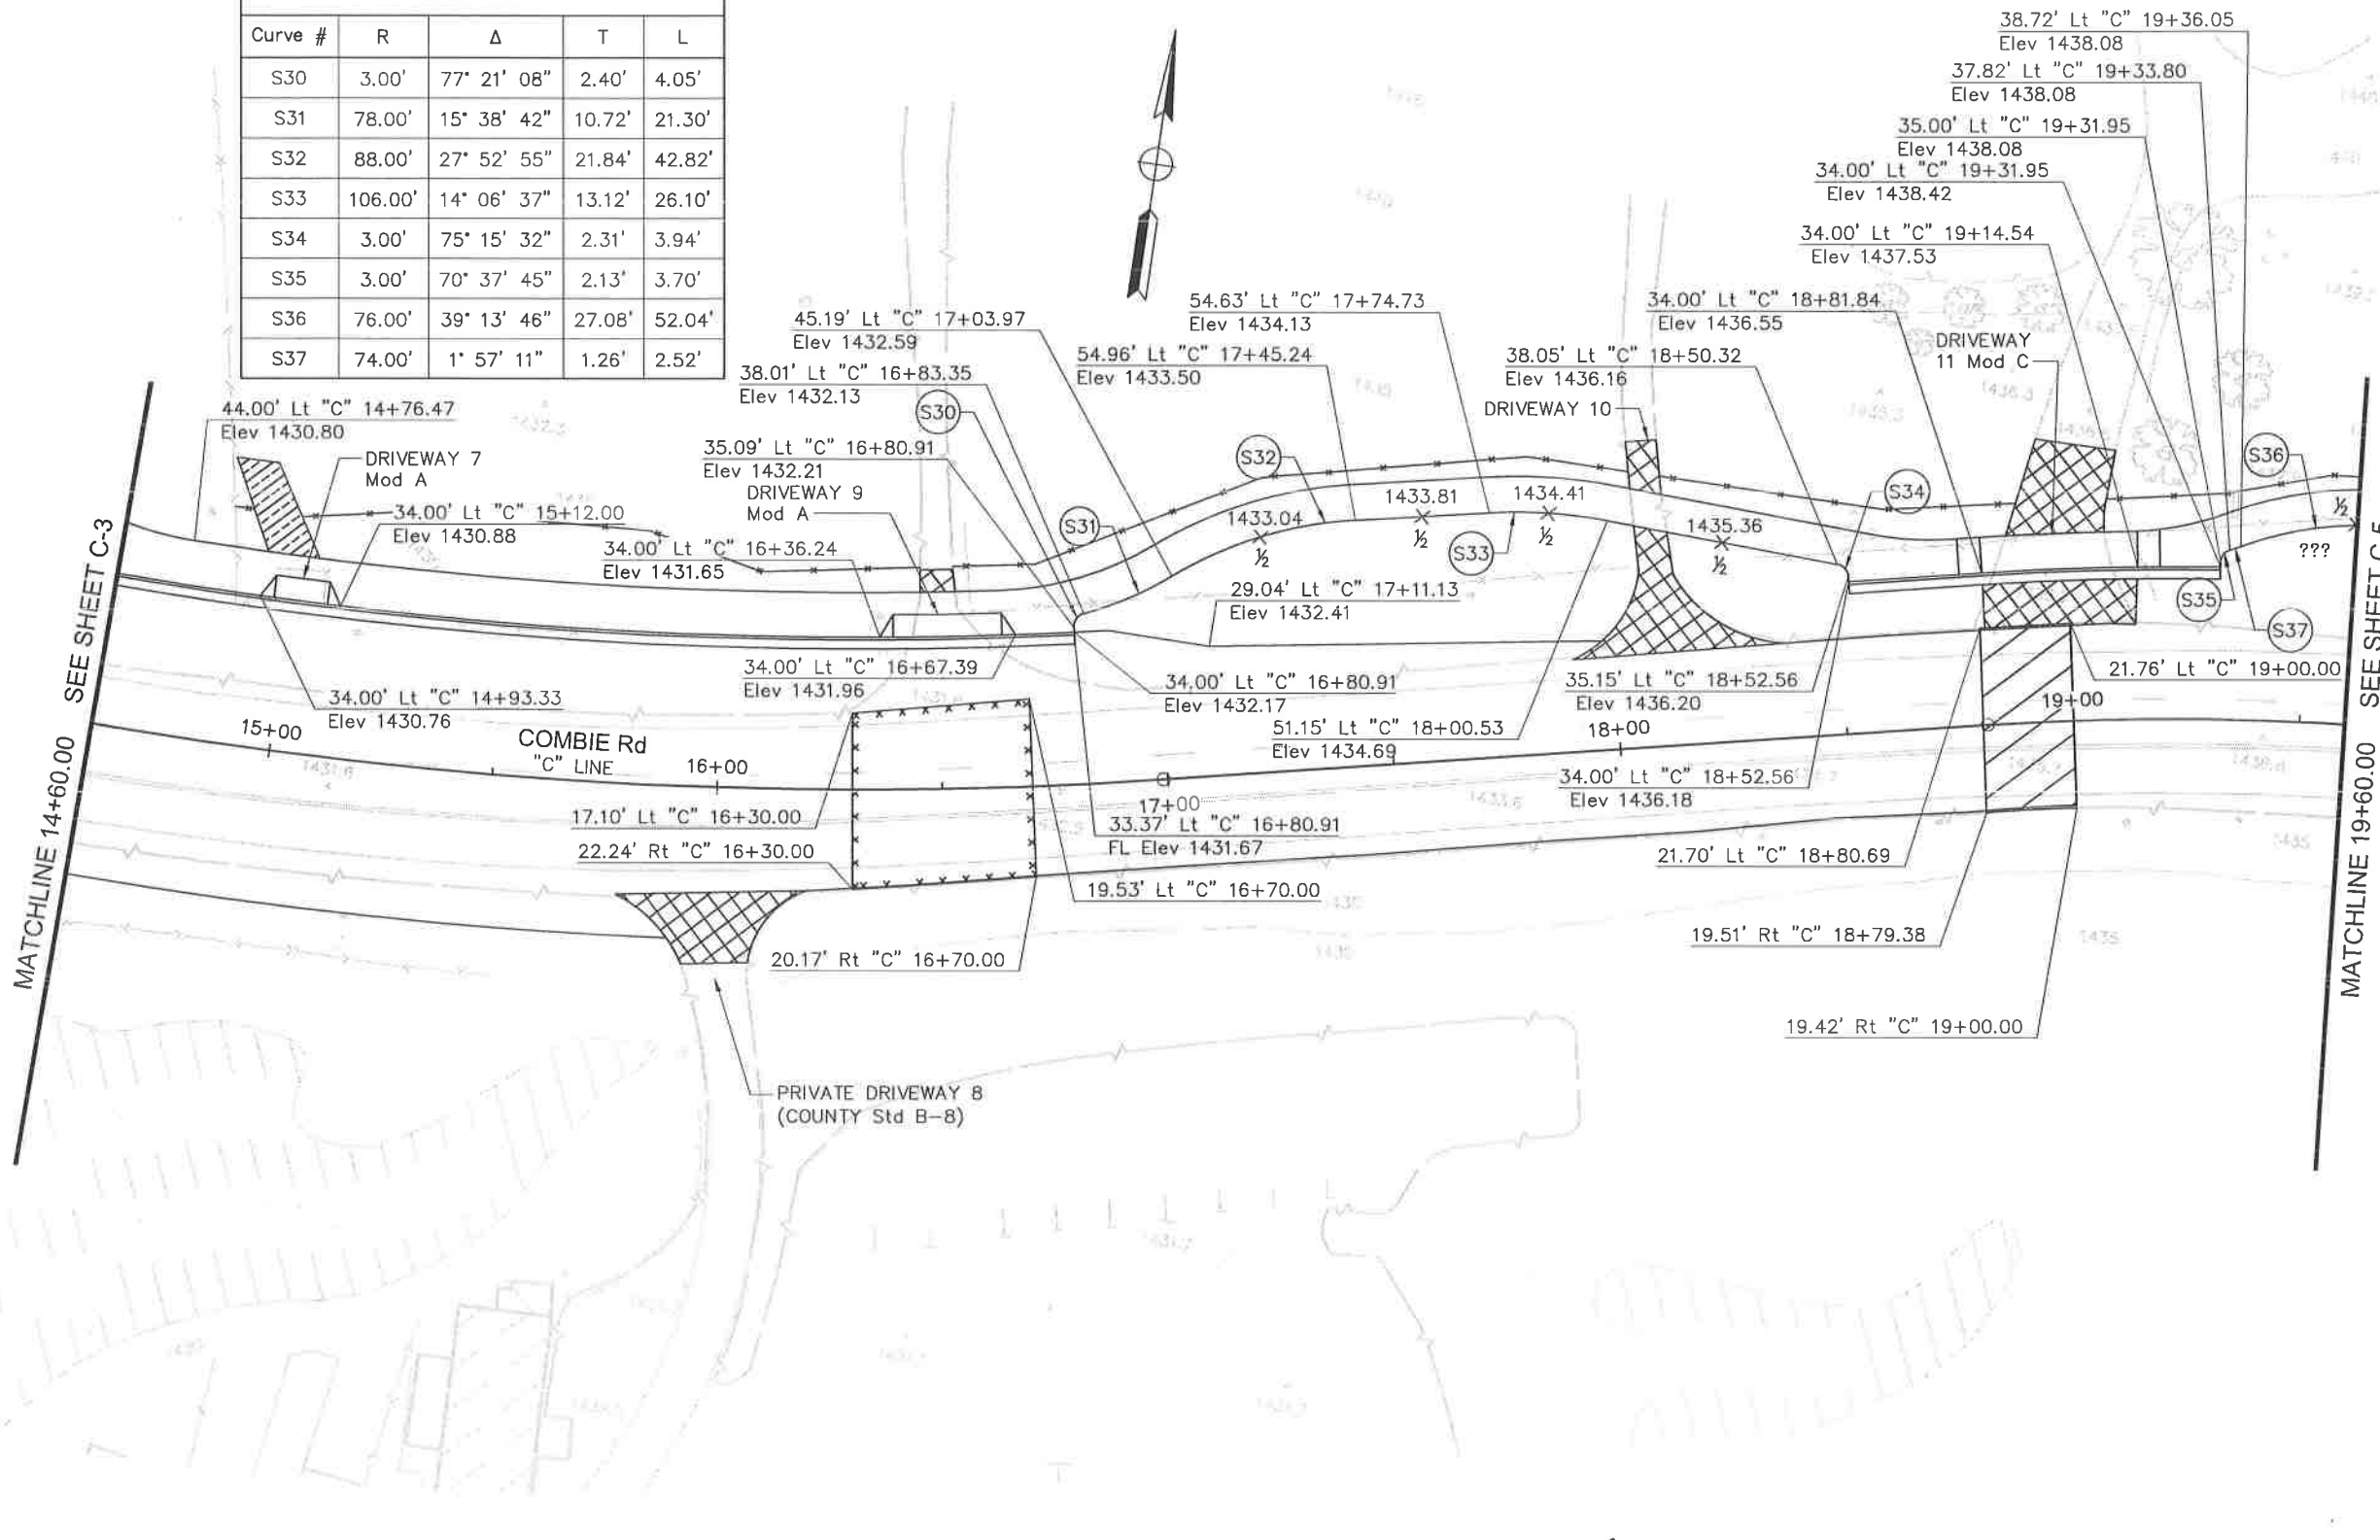 Curve # R Δ T L
S30 3.00' 77° 21' 08" 2.40' 4.05'
S31 78.00' 15° 38' 42" 10.72' 21.30'
S32 88.00' 27° 52' 55" 21.84' 42.82'
S33 106.00' 14° 06' 37" 13.12' 26.10'
S34 3.00' 75° 15' 32" 2.31' 3.94'
S35 3.00' 70° 37' 45" 2.13' 3.70'
S36 76.00' 39° 13' 46" 27.08' 52.04'
S37 74.00' 1° 57' 11" 1.26' 2.52'
38.72' Lt "C" 19+36.05
Elev 1438.08
37.82' Lt "C" 19+33.80
Elev 1438.08
35.00' Lt "C" 19+31.95
Elev 1438.08
34.00' Lt "C" 19+31.95
Elev 1438.42
34.00' Lt "C" 19+14.54
Elev 1437.53
34.00' Lt "C" 18+81.84
Elev 1436.55
DRIVEWAY
11 Mod C
54.63' Lt "C" 17+74.73
Elev 1434.13
45.19' Lt "C" 17+03.97
Elev 1432.59
54.96' Lt "C" 17+45.24
Elev 1433.50
38.05' Lt "C" 18+50.32
Elev 1436.16
DRIVEWAY 10
38.01' Lt "C" 16+83.35
Elev 1432.13
S30
44.00' Lt "C" 14+76.47
Elev 1430.80
DRIVEWAY 7
Mod A
35.09' Lt "C" 16+80.91
Elev 1432.21
DRIVEWAY 9
Mod A
S32
S36
S34
34.00' Lt "C" 15+12.00
Elev 1430.88
S31
1433.04
½
1433.81
½
1434.41
½
1435.36
½
½
???
S33
34.00' Lt "C" 16+36.24
Elev 1431.65
29.04' Lt "C" 17+11.13
Elev 1432.41
S35
S37
34.00' Lt "C" 16+67.39
Elev 1431.96
34.00' Lt "C" 16+80.91
Elev 1432.17
35.15' Lt "C" 18+52.56
Elev 1436.20
21.76' Lt "C" 19+00.00
34.00' Lt "C" 14+93.33
Elev 1430.76
51.15' Lt "C" 18+00.53
Elev 1434.69
15+00
COMBIE Rd
"C" LINE
16+00
17+00
18+00
19+00
34.00' Lt "C" 18+52.56
Elev 1436.18
17.10' Lt "C" 16+30.00
33.37' Lt "C" 16+80.91
FL Elev 1431.67
22.24' Rt "C" 16+30.00
21.70' Lt "C" 18+80.69
19.53' Lt "C" 16+70.00
19.51' Rt "C" 18+79.38
20.17' Rt "C" 16+70.00
19.42' Rt "C" 19+00.00
PRIVATE DRIVEWAY 8
(COUNTY Std B-8)
MATCHLINE 14+60.00 SEE SHEET C-3
MATCHLINE 19+60.00 SEE SHEET C-5